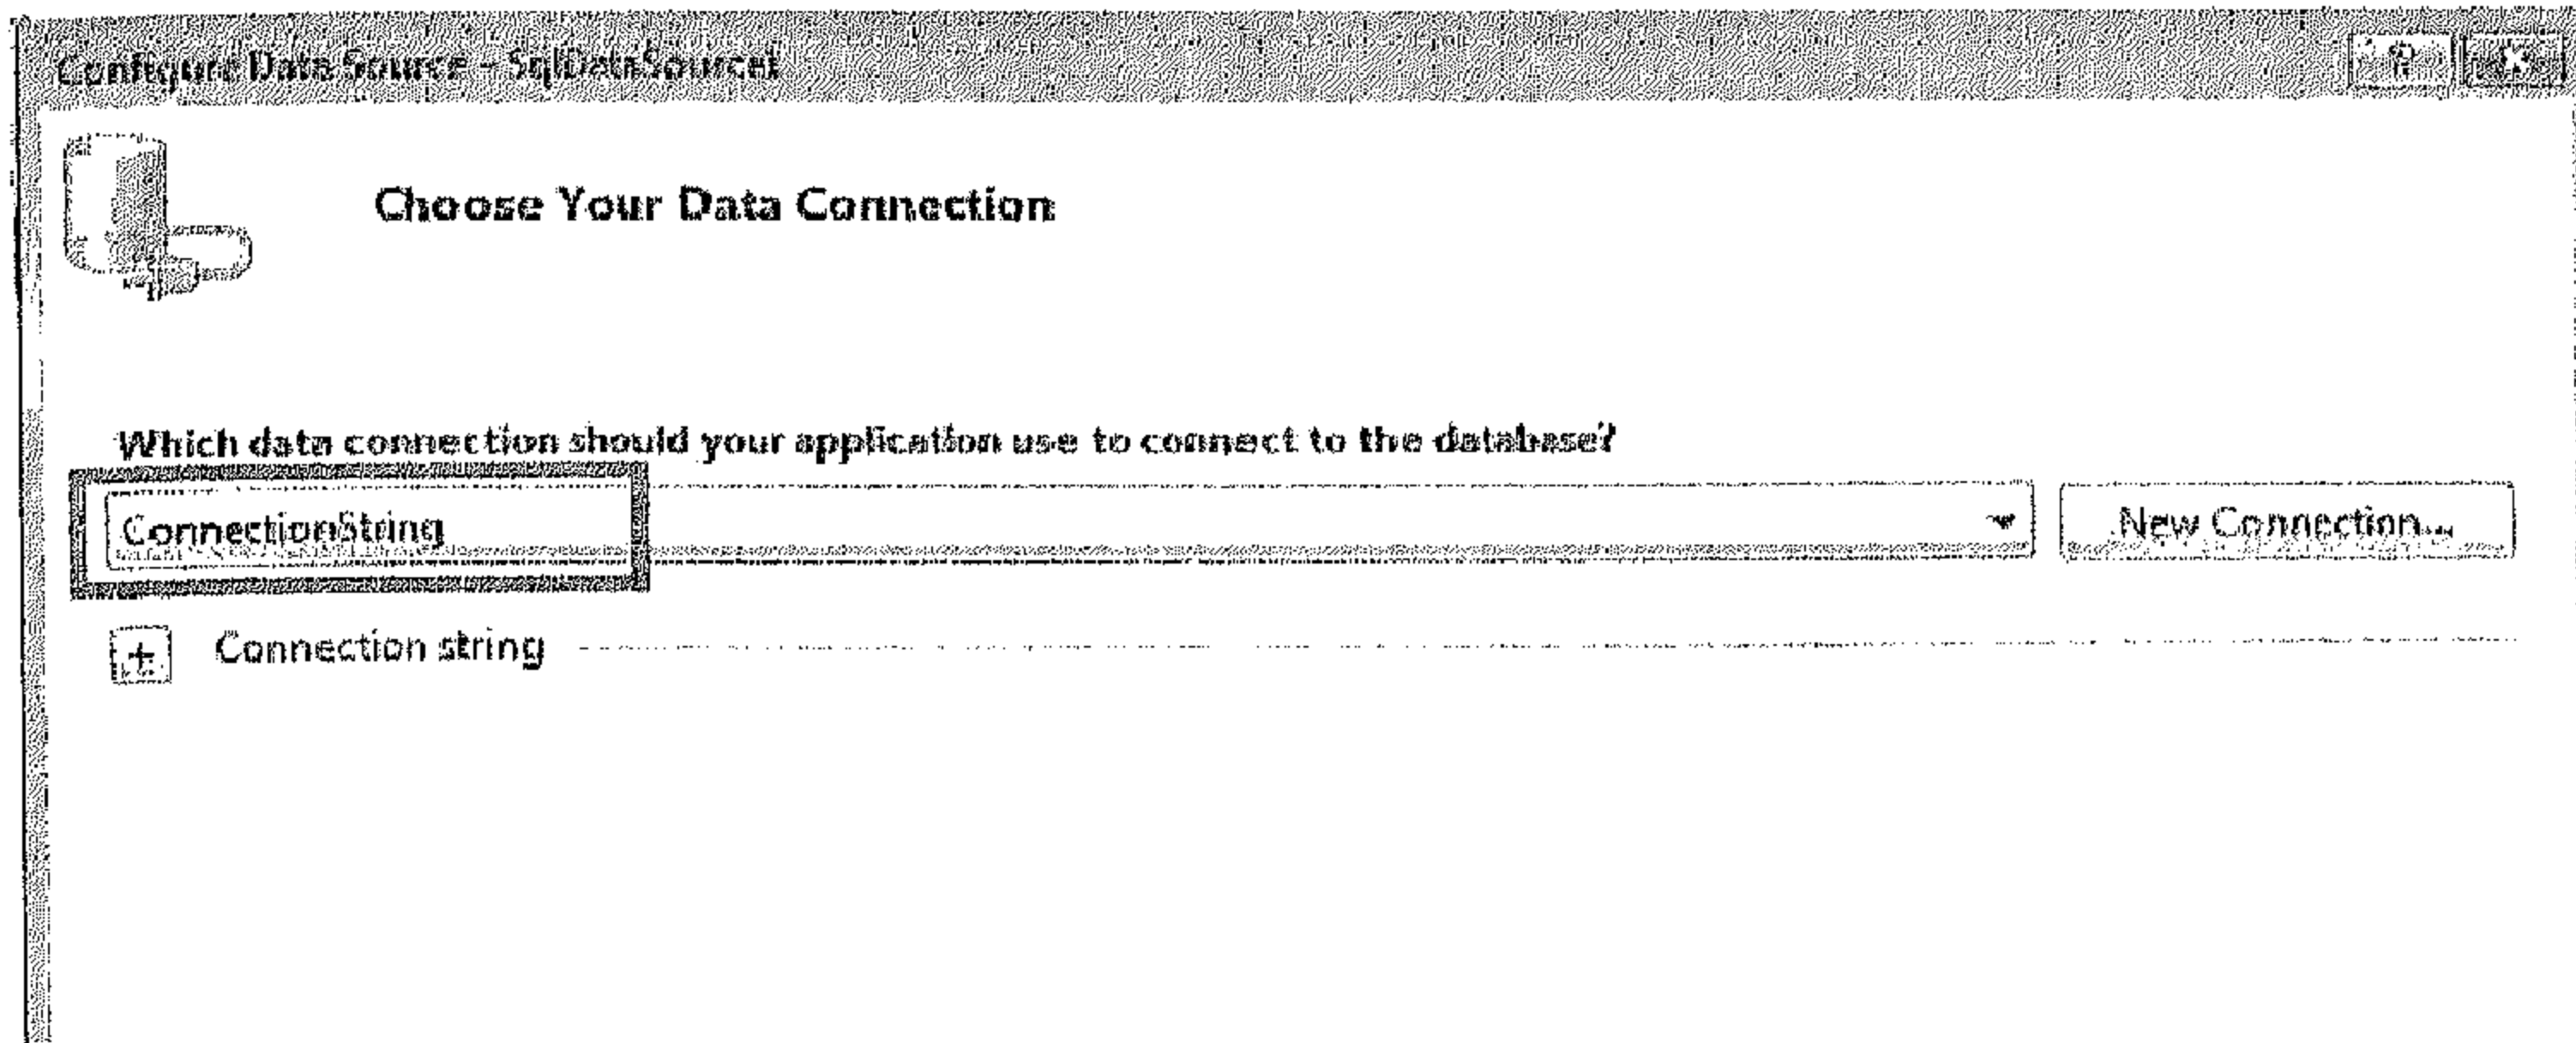 Configure Data Source - SqlDataSource1
Choose Your Data Connection
Which data connection should your application use to connect to the database?
ConnectionString
New Connection...
+ Connection string